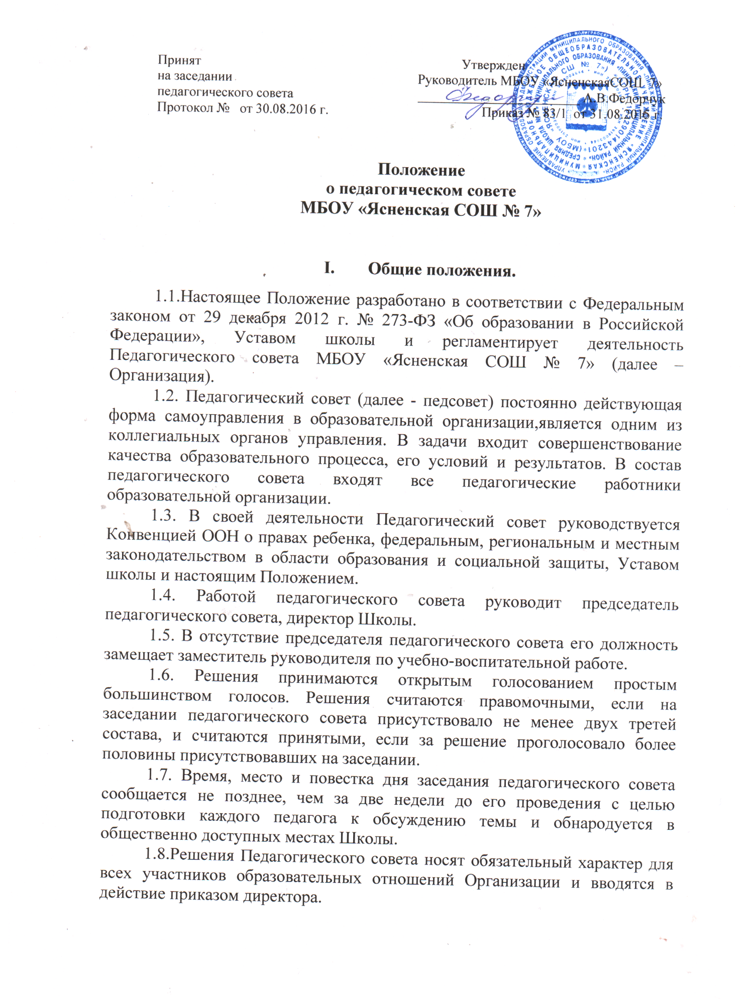 Принят
на заседании
педагогического совета
Протокол № от 30.08.2016 г.
Утвержден
Руководитель МБОУ «ЯсненскаяСОШ 7»
А.В.Федорчук
Приказ № 83/1 от 31.08.2016 г.
Положение
о педагогическом совете
МБОУ «Ясненская СОШ № 7»
I. Общие положения.
1.1.Настоящее Положение разработано в соответствии с Федеральным
законом от 29 декабря 2012 г. № 273-ФЗ «Об образовании в Российской
Федерации», Уставом школы и регламентирует деятельность
Педагогического совета МБОУ «Ясненская СОШ № 7» (далее –
Организация).
1.2. Педагогический совет (далее - педсовет) постоянно действующая
форма самоуправления в образовательной организации,является одним из
коллегиальных органов управления. В задачи входит совершенствование
качества образовательного процесса, его условий и результатов. В состав
педагогического совета входят все педагогические работники
образовательной организации.
1.3. В своей деятельности Педагогический совет руководствуется
Конвенцией ООН о правах ребенка, федеральным, региональным и местным
законодательством в области образования и социальной защиты, Уставом
школы и настоящим Положением.
1.4. Работой педагогического совета руководит председатель
педагогического совета, директор Школы.
1.5. В отсутствие председателя педагогического совета его должность
замещает заместитель руководителя по учебно-воспитательной работе.
1.6. Решения принимаются открытым голосованием простым
большинством голосов. Решения считаются правомочными, если на
заседании педагогического совета присутствовало не менее двух третей
состава, и считаются принятыми, если за решение проголосовало более
половины присутствовавших на заседании.
1.7. Время, место и повестка дня заседания педагогического совета
сообщается не позднее, чем за две недели до его проведения с целью
подготовки каждого педагога к обсуждению темы и обнародуется в
общественно доступных местах Школы.
1.8.Решения Педагогического совета носят обязательный характер для
всех участников образовательных отношений Организации и вводятся в
действие приказом директора.